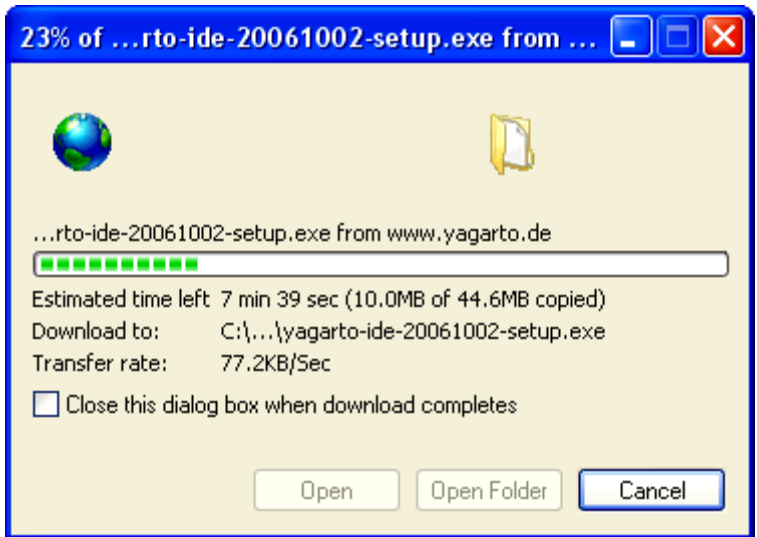 23% of ...rto-ide-20061002-setup.exe from ...
...rto-ide-20061002-setup.exe from www.yagarto.de
Estimated time left 7 min 39 sec (10.0MB of 44.6MB copied)
Download to: C:\...\yagarto-ide-20061002-setup.exe
Transfer rate: 77.2KB/Sec
Close this dialog box when download completes
Open Open Folder Cancel